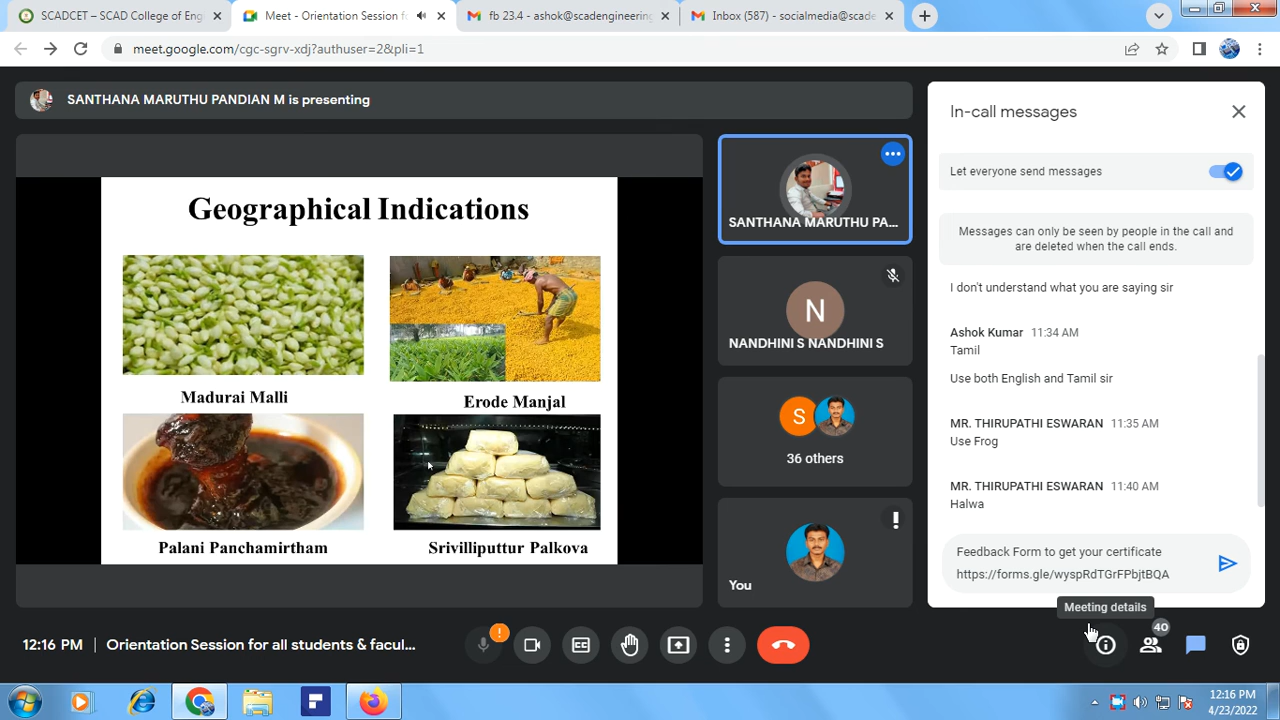 SCADCET – SCAD College of Eng
Meet - Orientation Session fo
fb 23.4 - ashok@scadengineering
Inbox (587) - socialmedia@scade
meet.google.com/cgc-sgrv-xdj?authuser=2&pli=1
SANTHANA MARUTHU PANDIAN M is presenting
Geographical Indications
Madurai Malli
Erode Manjal
Palani Panchamirtham
Srivilliputtur Palkova
SANTHANA MARUTHU PA...
N
NANDHINI S NANDHINI S
S
36 others
You
In-call messages
Let everyone send messages
Messages can only be seen by people in the call and
are deleted when the call ends.
I don't understand what you are saying sir
Ashok Kumar 11:34 AM
Tamil
Use both English and Tamil sir
MR. THIRUPATHI ESWARAN 11:35 AM
Use Frog
MR. THIRUPATHI ESWARAN 11:40 AM
Halwa
Feedback Form to get your certificate
https://forms.gle/wyspRdTGrFPbjtBQA
Meeting details
12:16 PM | Orientation Session for all students & facul...
40
12:16 PM
4/23/2022